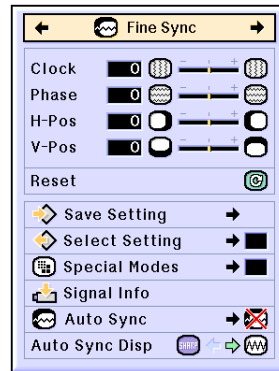 Fine Sync
Clock 0
Phase 0
H-Pos 0
V-Pos 0
Reset
Save Setting
Select Setting
Special Modes
Signal Info
Auto Sync
Auto Sync Disp SHARP